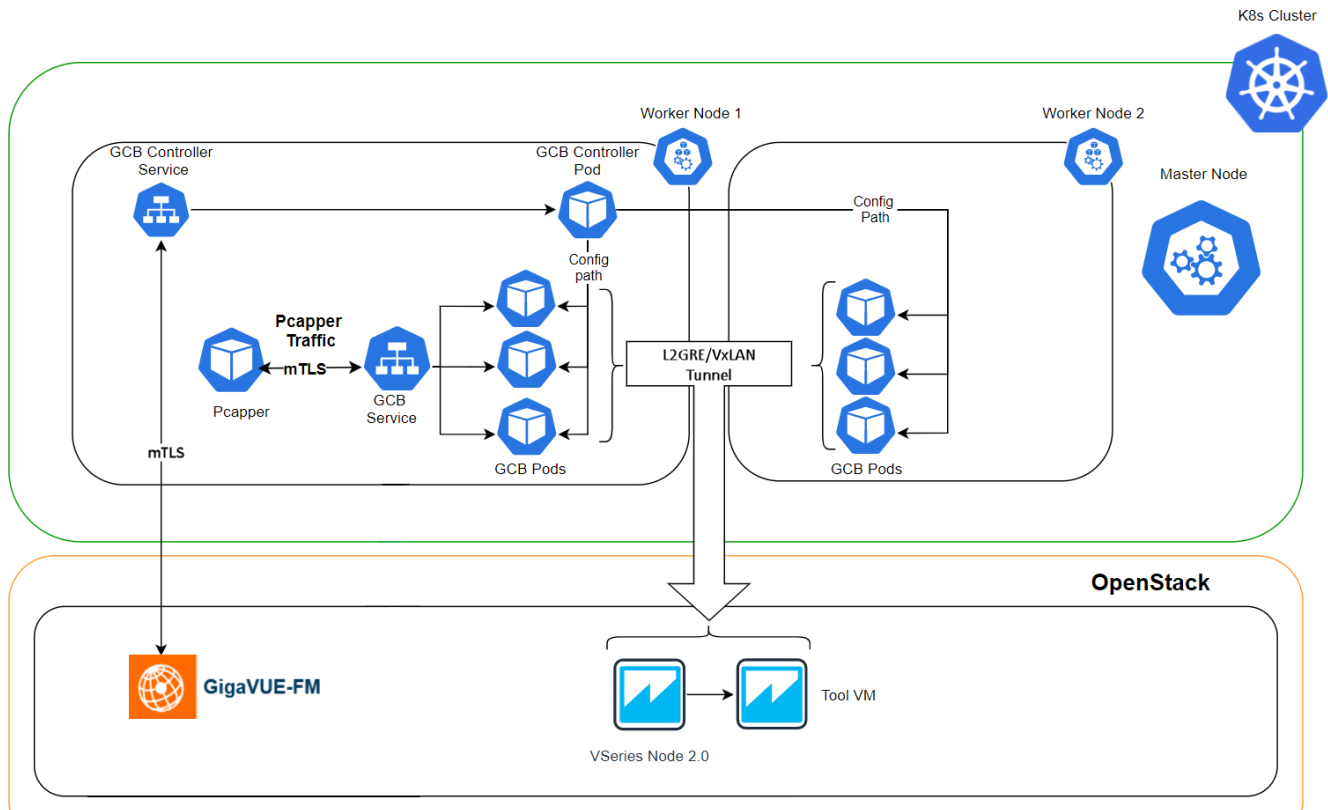 K8s Cluster
Worker Node 1
Worker Node 2
GCB Controller
Service
GCB Controller
Pod
Master Node
Config
Path
Config
path
Pcapper
Traffic
L2GRE/VxLAN
Tunnel
mTLS
Pcapper
GCB
Service
mTLS
GCB Pods
GCB Pods
OpenStack
GigaVUE-FM
Tool VM
VSeries Node 2.0